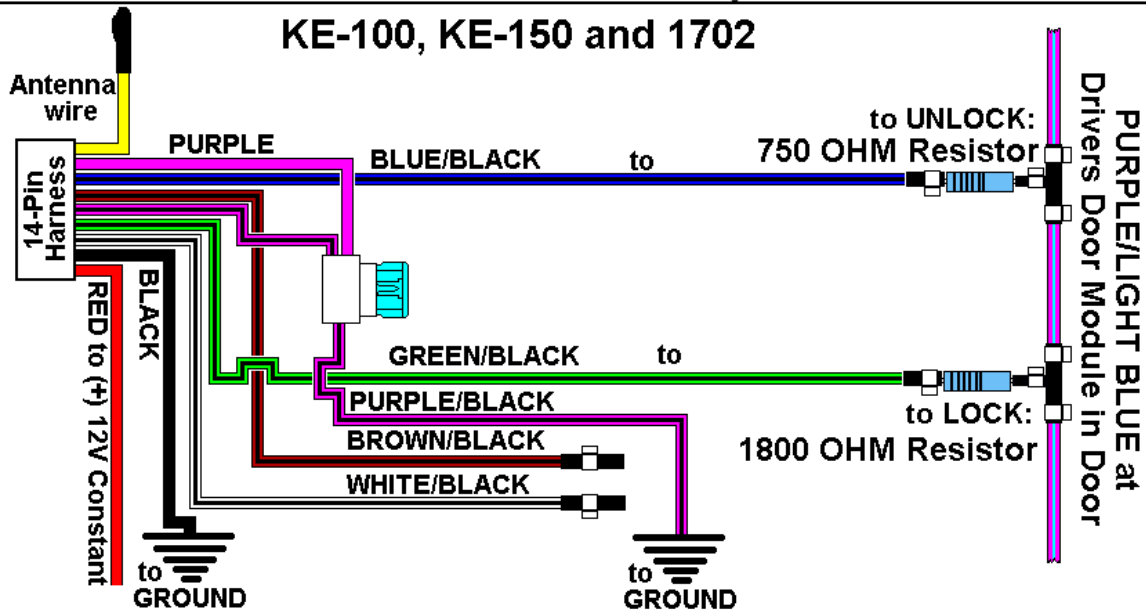 KE-100, KE-150 and 1702
Antenna
wire
14-Pin
Harness
PURPLE
BLUE/BLACK to
to UNLOCK:
750 OHM Resistor
PURPLE/LIGHT BLUE at
Drivers Door Module in Door
BLACK
RED to (+) 12V Constant
GREEN/BLACK to
to LOCK:
1800 OHM Resistor
PURPLE/BLACK
BROWN/BLACK
WHITE/BLACK
to
GROUND
to
GROUND